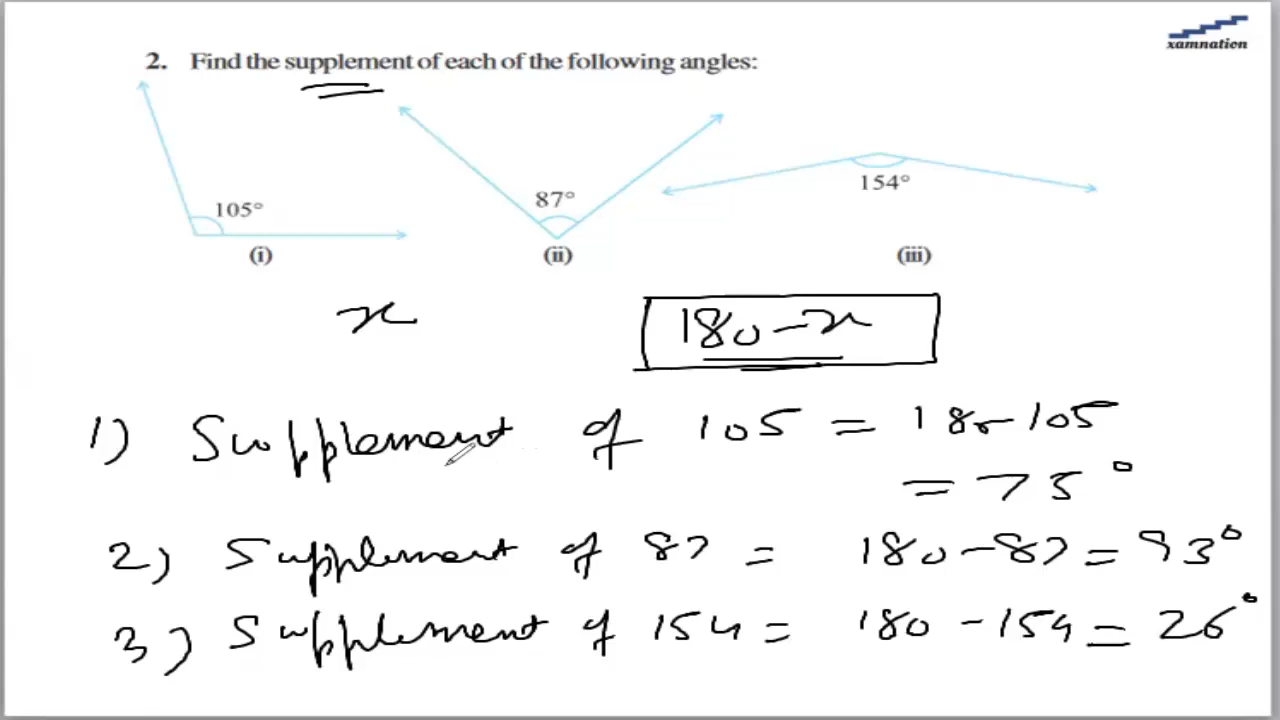 xamnation
2. Find the supplement of each of the following angles:
105° 87° 154°
(i) (ii) (iii)
x 180-x
1) Supplement of 105 = 180-105
= 75°
2) Supplement of 87 = 180-87 = 93°
3) Supplement of 154 = 180-154 = 26°